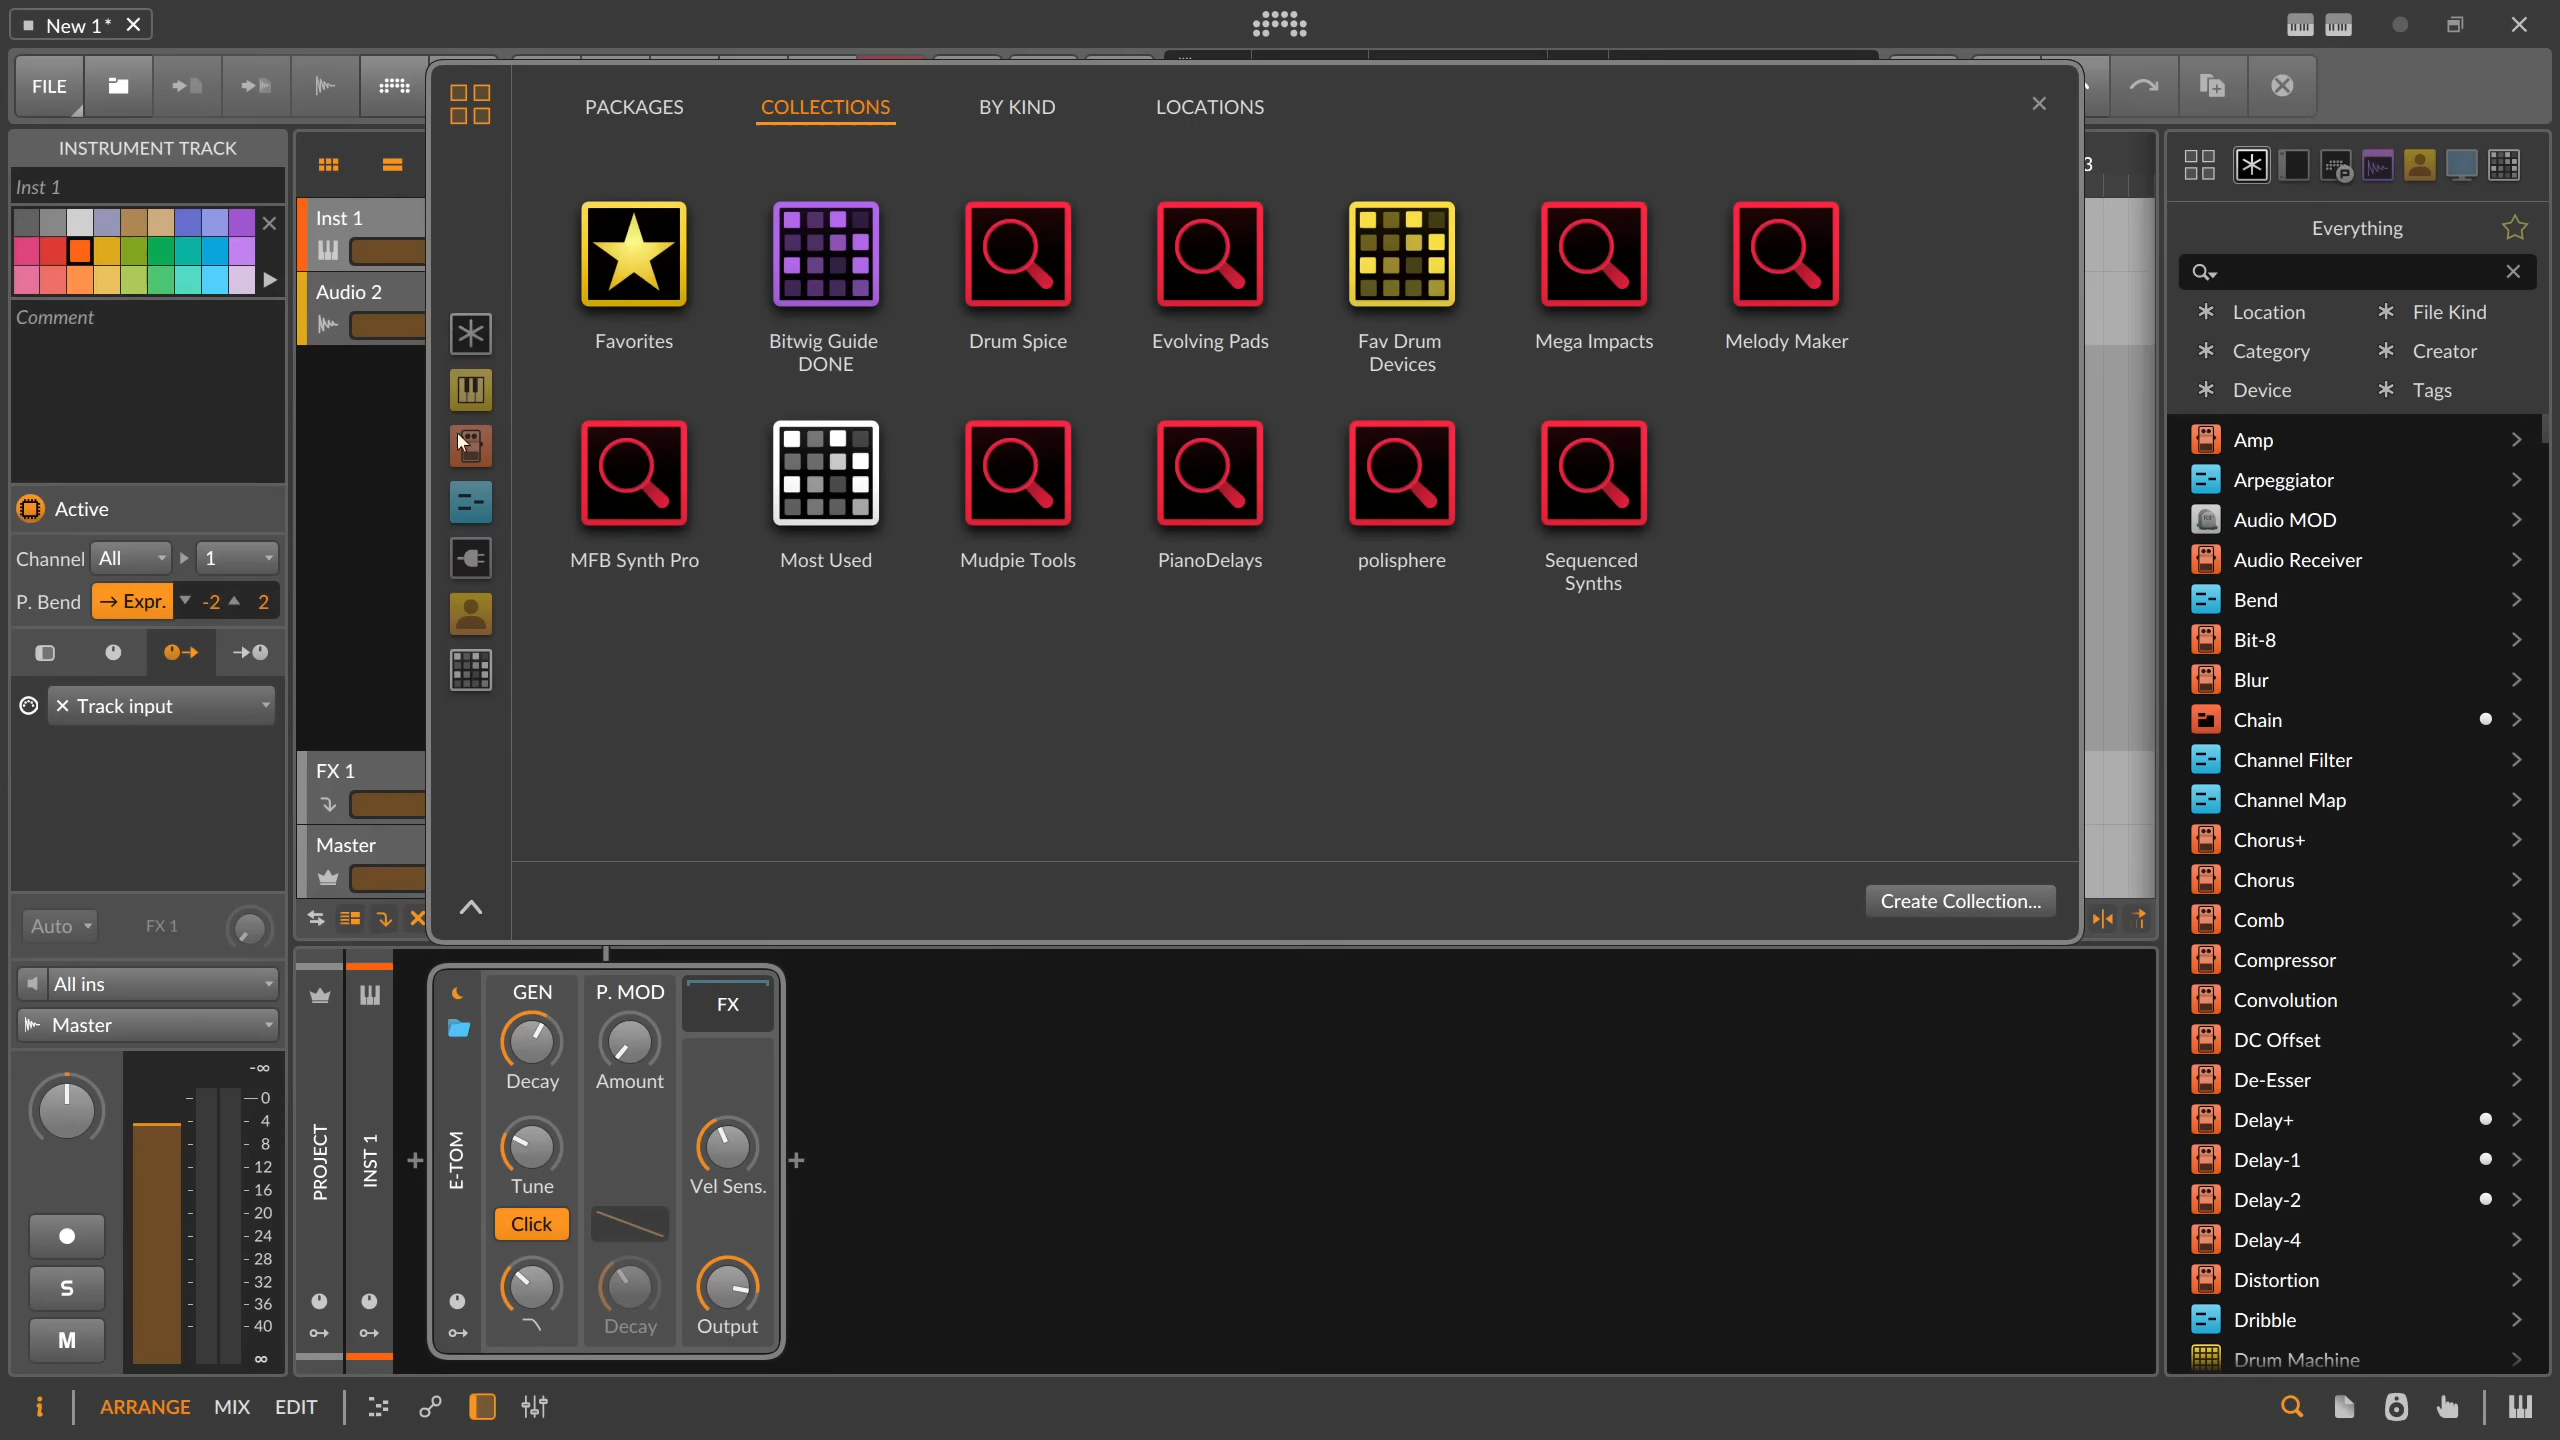 New 1*
FILE
INSTRUMENT TRACK
Inst 1
Comment
Active
Channel All 1
P. Bend Expr. -2 2
Track input
Auto FX 1
All ins
Master
-∞
0
4
8
12
16
20
24
28
32
36
40
∞
S
M
Inst 1
Audio 2
FX 1
Master
PACKAGES COLLECTIONS BY KIND LOCATIONS
Favorites
Bitwig Guide
DONE
Drum Spice
Evolving Pads
Fav Drum
Devices
Mega Impacts
Melody Maker
MFB Synth Pro
Most Used
Mudpie Tools
PianoDelays
polisphere
Sequenced
Synths
Create Collection...
3
PROJECT
INST 1
E-TOM
GEN P. MOD FX
Decay Amount
Tune Vel Sens.
Click
Decay Output
Everything
Location File Kind
Category Creator
Device Tags
Amp
Arpeggiator
Audio MOD
Audio Receiver
Bend
Bit-8
Blur
Chain
Channel Filter
Channel Map
Chorus+
Chorus
Comb
Compressor
Convolution
DC Offset
De-Esser
Delay+
Delay-1
Delay-2
Delay-4
Distortion
Dribble
Drum Machine
i ARRANGE MIX EDIT